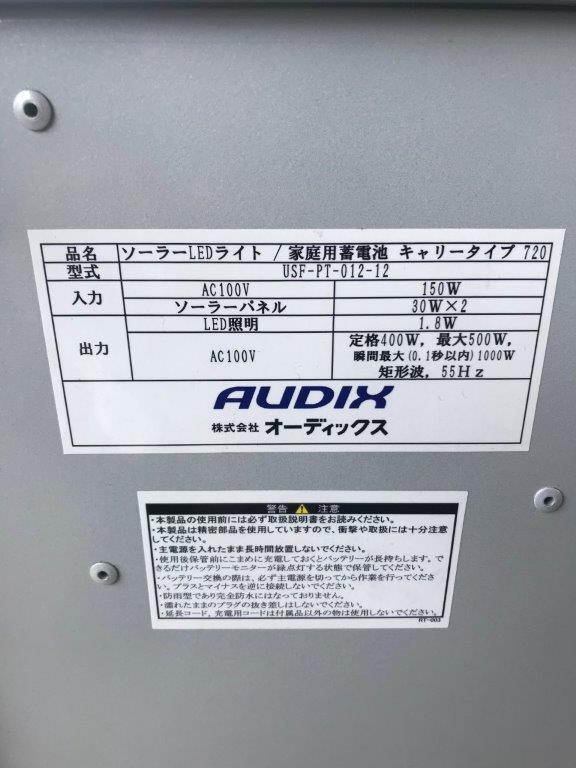 品名 ソーラーLEDライト / 家庭用蓄電池 キャリータイプ 720
型式 USF-PT-012-12
入力 AC100V 150W
ソーラーパネル 30W×2
出力 LED照明 1.8W
AC100V 定格400W, 最大500W,
瞬間最大(0.1秒以内)1000W
矩形波, 55Hz
AUDIX
株式会社 オーディックス
警告 ! 注意
・本製品の使用前には必ず取扱説明書をお読みください。
・本製品は精密部品を使用していますので、衝撃や取扱には十分注意
してください。
・主電源を入れたまま長時間放置しないでください。
・使用後保管前にこまめに充電しておくとバッテリーが長持ちします。で
きるだけバッテリーモニターが緑点灯する状態で保管してください。
・バッテリー交換の際は、必ず主電源を切ってから作業を行ってくださ
い。プラスとマイナスを逆に接続しないでください。
・防雨型であり完全防水にはなっておりません。
・濡れたままのプラグの抜き差しはしないでください。
・延長コード、充電用コードは付属品以外の物は使用しないでください。
RT-003